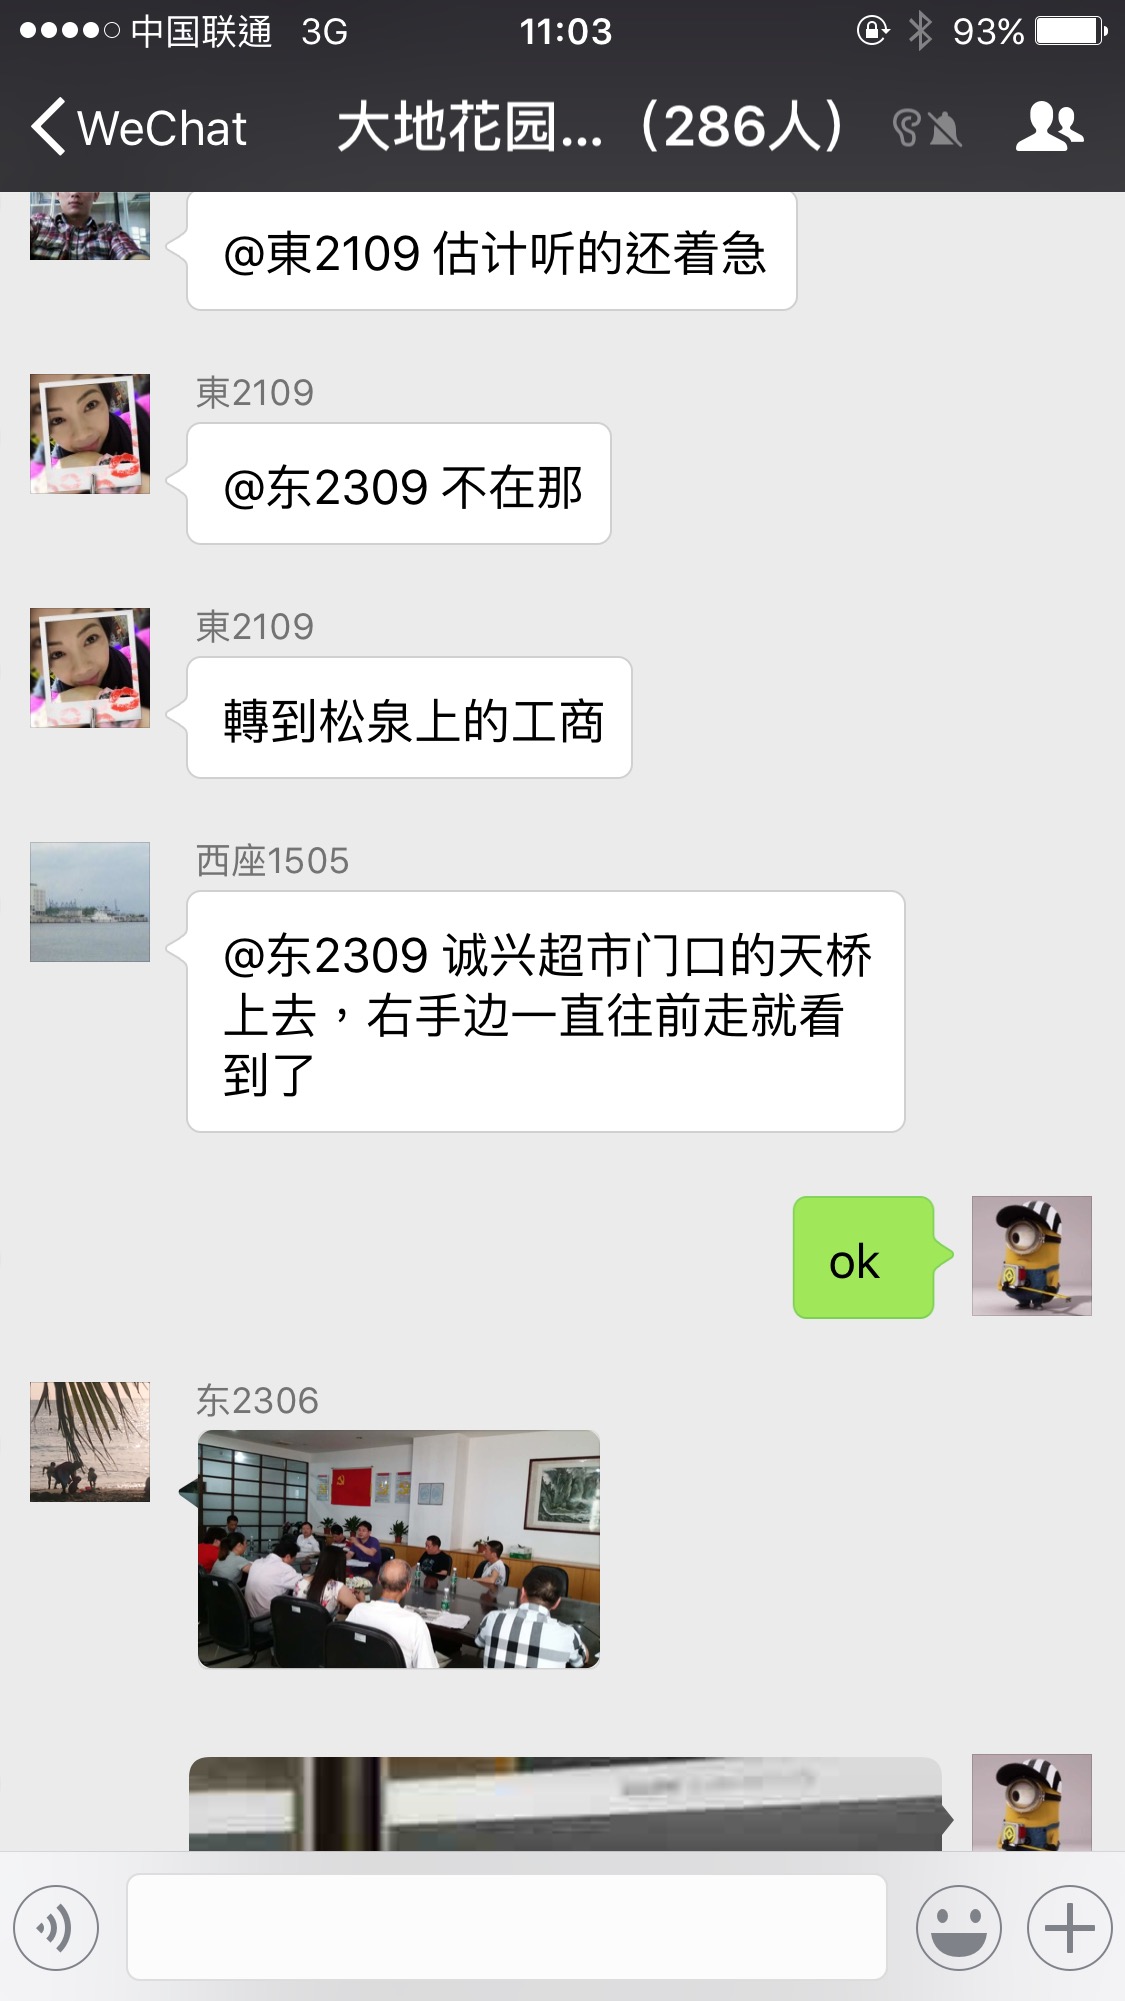 中国联通 3G 11:03 93%
WeChat 大地花园...（286人）
@東2109 估计听的还着急
東2109
@东2309 不在那
東2109
轉到松泉上的工商
西座1505
@东2309 诚兴超市门口的天桥
上去，右手边一直往前走就看
到了
ok
东2306